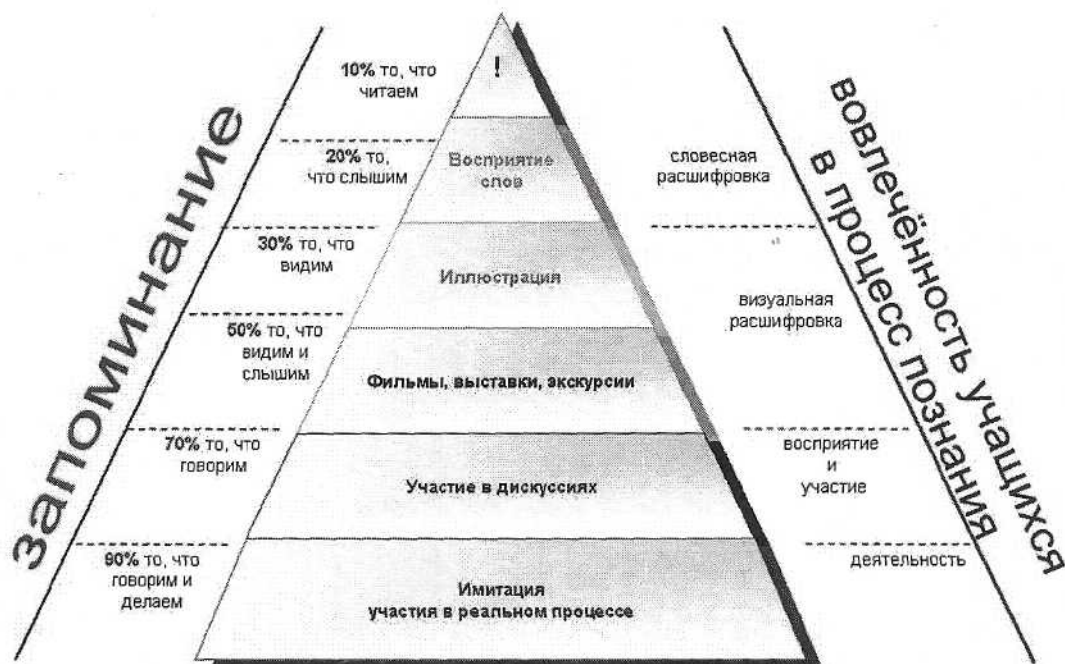 Запоминание
10% то, что
читаем
20% то,
что слышим
30% то, что
видим
50% то, что
видим и
слышим
70% то, что
говорим
90% то, что
говорим и
делаем
!
Восприятие
слов
Иллюстрация
Фильмы, выставки, экскурсии
Участие в дискуссиях
Имитация
участия в реальном процессе
словесная
расшифровка
визуальная
расшифровка
восприятие
и
участие
деятельность
вовлечённость учащихся
в процесс познания